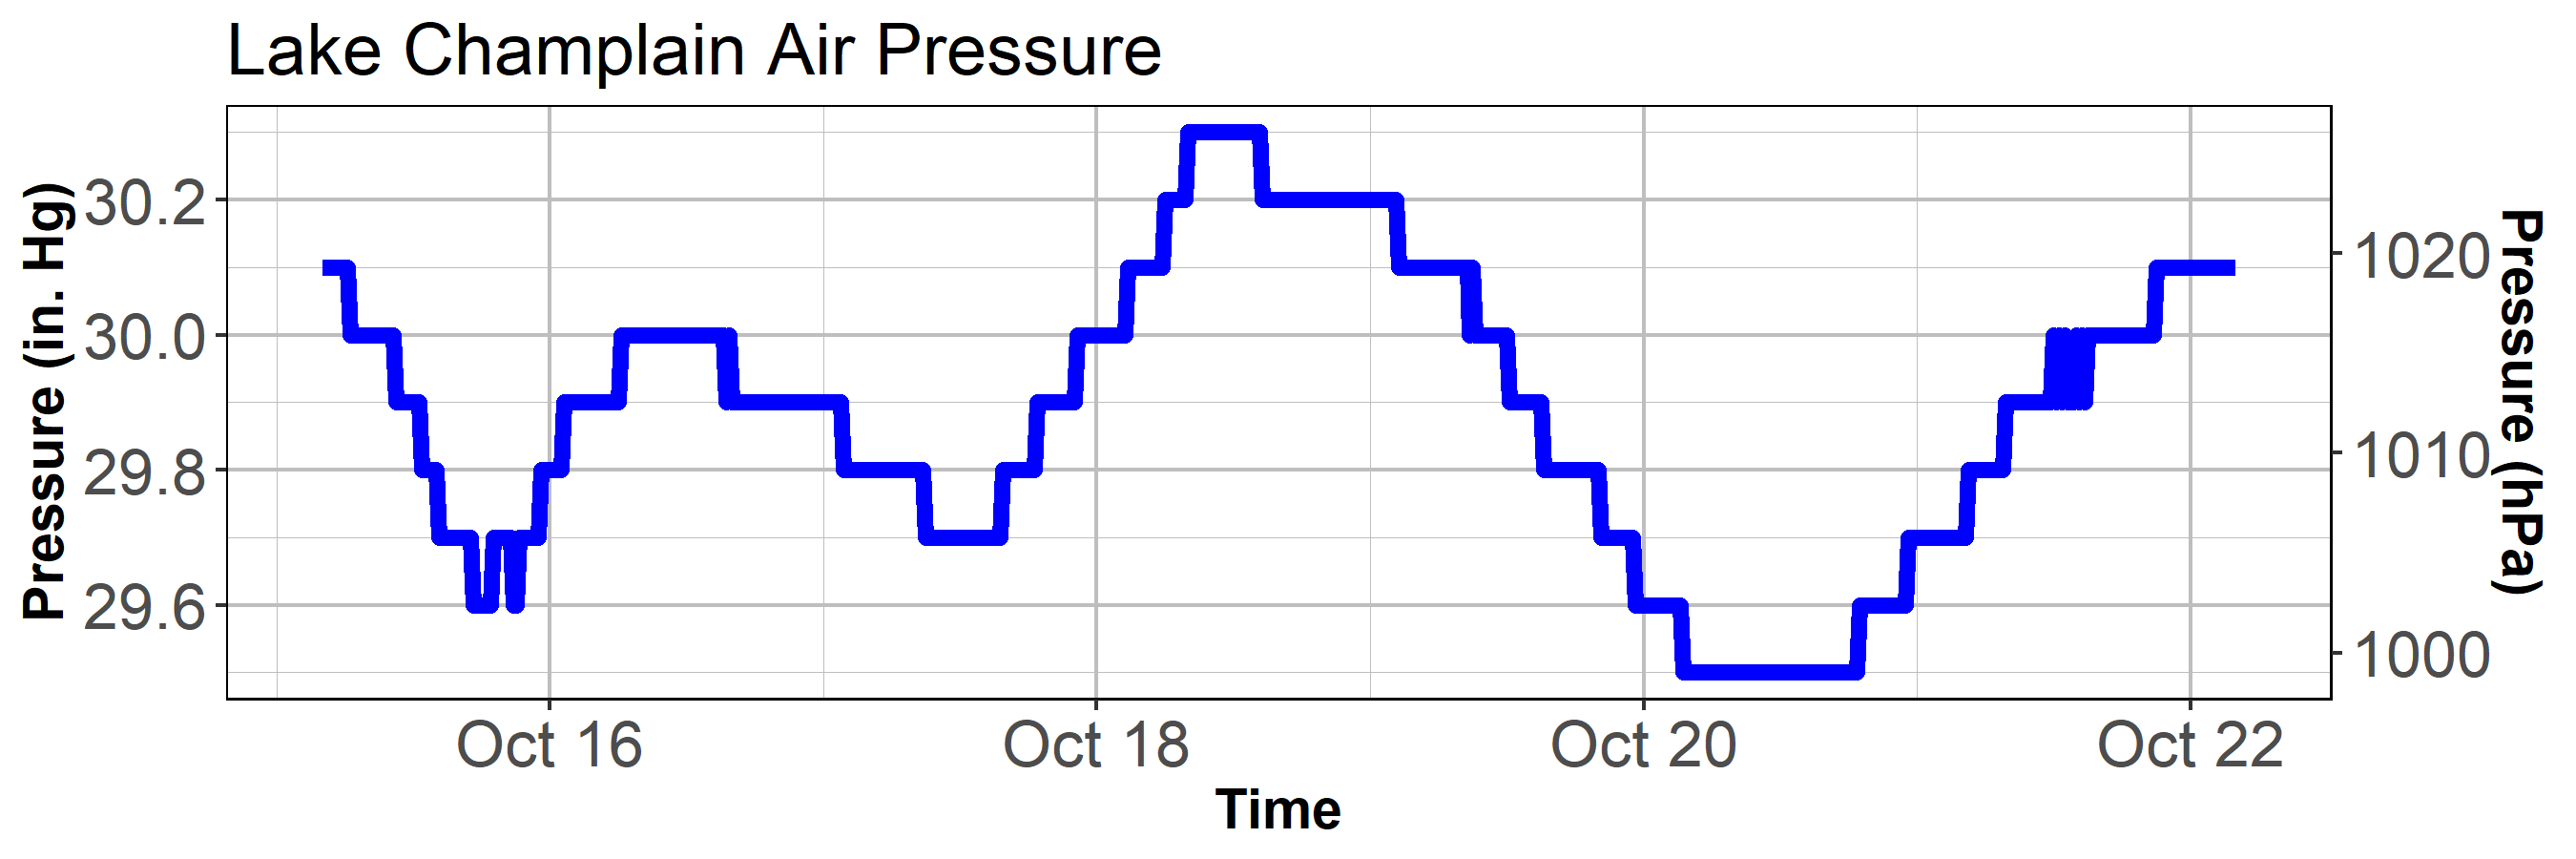 Lake Champlain Air Pressure
Pressure (in. Hg)
30.2
30.0
29.8
29.6
1020
1010
1000
Pressure (hPa)
Oct 16 Oct 18 Oct 20 Oct 22
Time